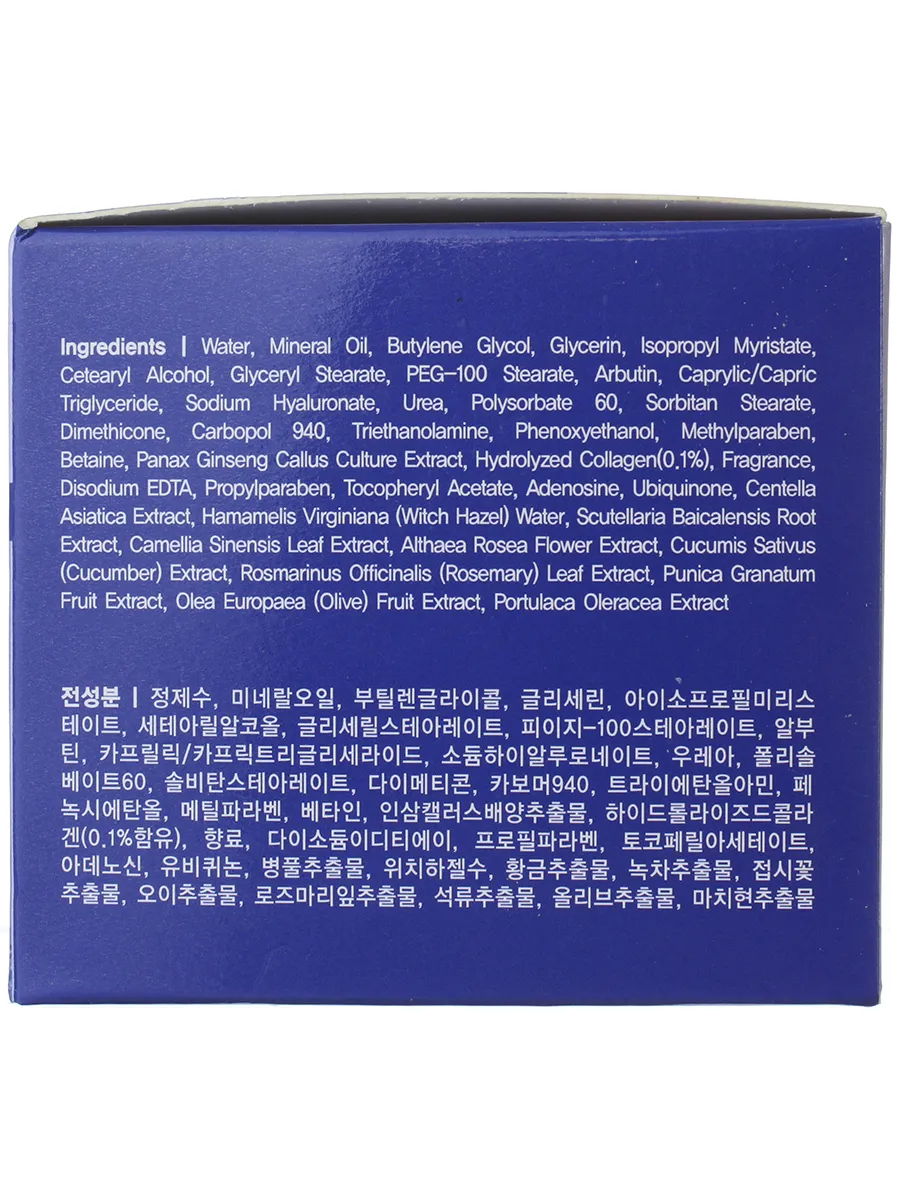 Ingredients | Water, Mineral Oil, Butylene Glycol, Glycerin, Isopropyl Myristate,
Cetearyl Alcohol, Glyceryl Stearate, PEG-100 Stearate, Arbutin, Caprylic/Capric
Triglyceride, Sodium Hyaluronate, Urea, Polysorbate 60, Sorbitan Stearate,
Dimethicone, Carbopol 940, Triethanolamine, Phenoxyethanol, Methylparaben,
Betaine, Panax Ginseng Callus Culture Extract, Hydrolyzed Collagen(0.1%), Fragrance,
Disodium EDTA, Propylparaben, Tocopheryl Acetate, Adenosine, Ubiquinone, Centella
Asiatica Extract, Hamamelis Virginiana (Witch Hazel) Water, Scutellaria Baicalensis Root
Extract, Camellia Sinensis Leaf Extract, Althaea Rosea Flower Extract, Cucumis Sativus
(Cucumber) Extract, Rosmarinus Officinalis (Rosemary) Leaf Extract, Punica Granatum
Fruit Extract, Olea Europaea (Olive) Fruit Extract, Portulaca Oleracea Extract
전성분 | 정제수, 미네랄오일, 부틸렌글라이콜, 글리세린, 아이소프로필미리스
테이트, 세테아릴알코올, 글리세릴스테아레이트, 피이지-100스테아레이트, 알부
틴, 카프릴릭/카프릭트리글리세라이드, 소듐하이알루로네이트, 우레아, 폴리솔
베이트60, 솔비탄스테아레이트, 다이메티콘, 카보머940, 트라이에탄올아민, 페
녹시에탄올, 메틸파라벤, 베타인, 인삼캘러스배양추출물, 하이드롤라이즈드콜라
겐(0.1%함유), 향료, 다이소듐이디티에이, 프로필파라벤, 토코페릴아세테이트,
아데노신, 유비퀴논, 병풀추출물, 위치하젤수, 황금추출물, 녹차추출물, 접시꽃
추출물, 오이추출물, 로즈마리잎추출물, 석류추출물, 올리브추출물, 마치현추출물